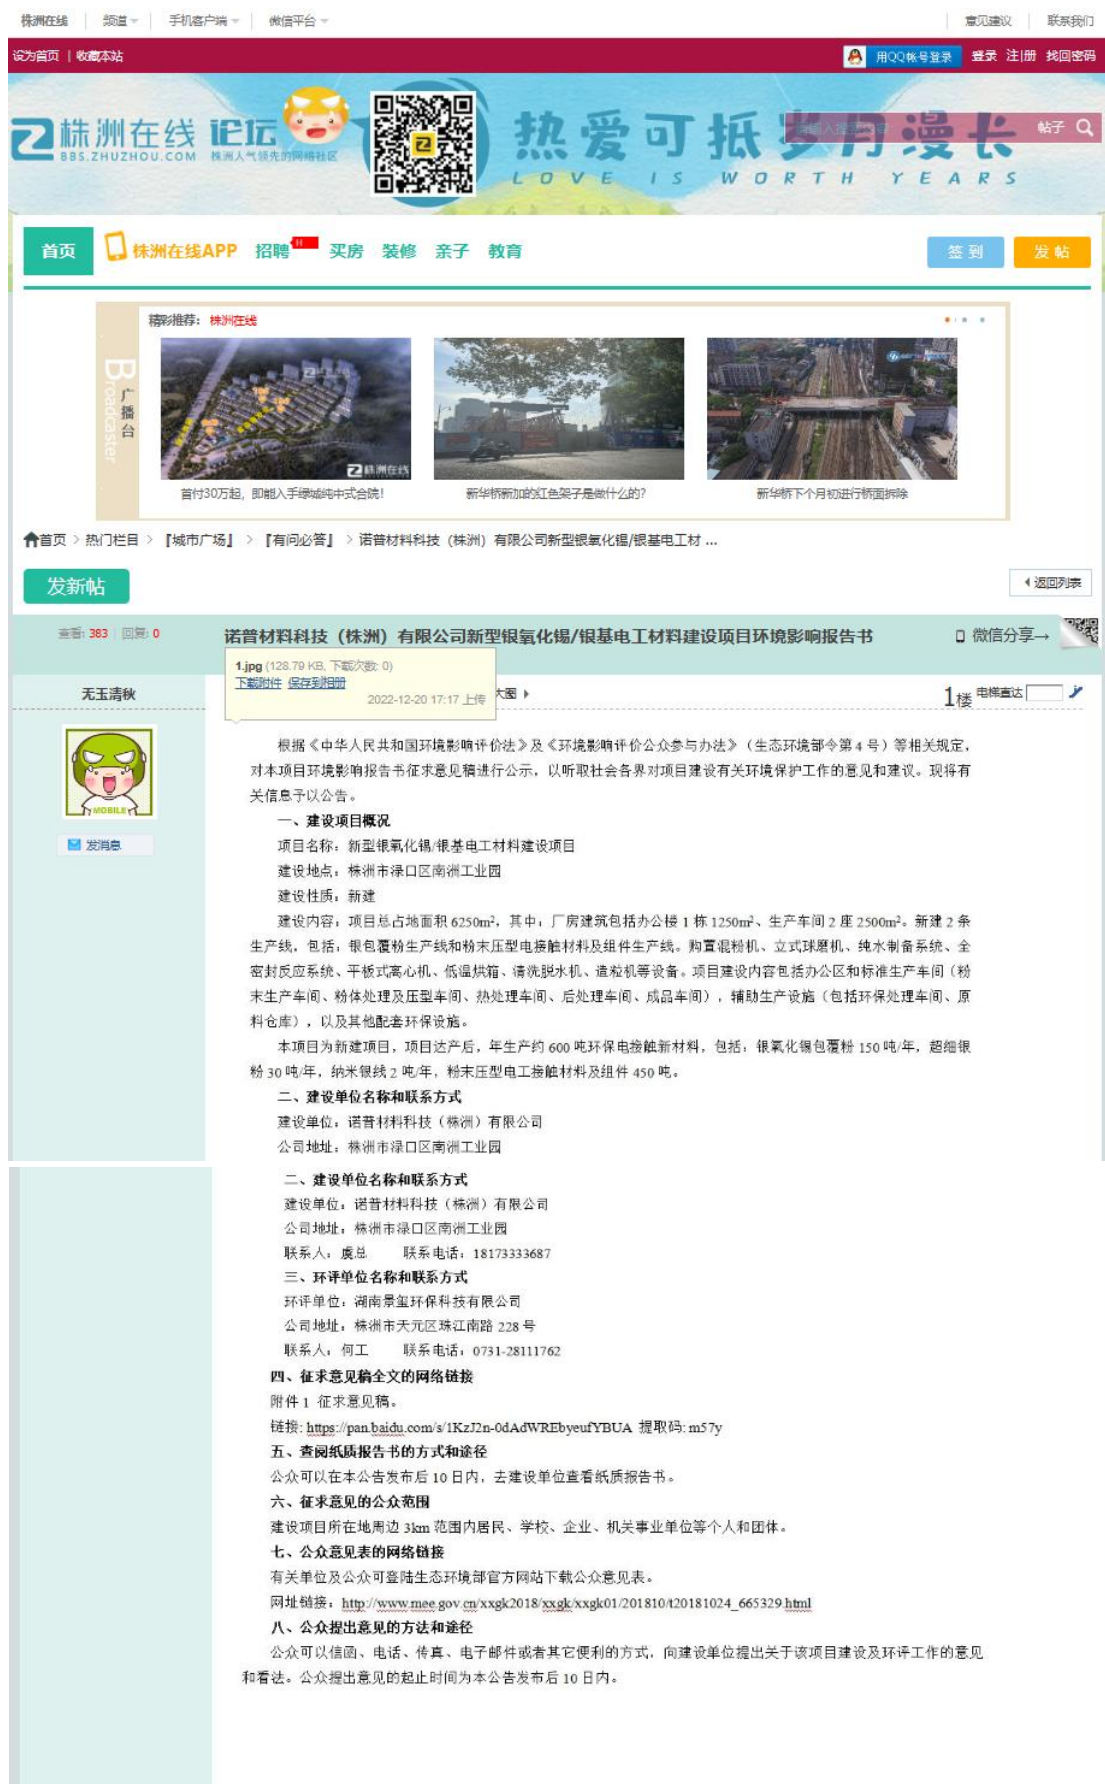 株洲在线 频道 手机客户端 微信平台 意见建议 联系我们
设为首页 收藏本站 用QQ帐号登录 登录 注册 找回密码
株洲在线 论坛
BBS.ZHUZHOU.COM 株洲人气领先的网络社区
热爱可抵岁月漫长
LOVE IS WORTH YEARS
帖子
首页 株洲在线APP 招聘 H 买房 装修 亲子 教育 签到 发帖
精彩推荐: 株洲在线
Broadcaster 广播台
株洲在线
首付30万起，即能入手绿城纯中式合院！ 新华桥新加的红色架子是做什么的？ 新华桥下个月初进行桥面拆除
首页 > 热门栏目 > 『城市广场』 > 『有问必答』 > 诺普材料科技（株洲）有限公司新型银氧化锡/银基电工材 ...
发新帖 返回列表
查看: 383 回复: 0 诺普材料科技（株洲）有限公司新型银氧化锡/银基电工材料建设项目环境影响报告书 微信分享→
1.jpg (128.79 KB, 下载次数: 0)
下载附件 保存到相册
2022-12-20 17:17 上传
无玉清秋 大图 1楼 电梯直达
MOBILE
发消息
根据《中华人民共和国环境影响评价法》及《环境影响评价公众参与办法》（生态环境部令第 4 号）等相关规定，
对本项目环境影响报告书征求意见稿进行公示，以听取社会各界对项目建设有关环境保护工作的意见和建议。现将有
关信息予以公告。
一、建设项目概况
项目名称：新型银氧化锡/银基电工材料建设项目
建设地点：株洲市渌口区南洲工业园
建设性质：新建
建设内容：项目总占地面积 6250m²，其中：厂房建筑包括办公楼 1 栋 1250m²、生产车间 2 座 2500m²。新建 2 条
生产线，包括：银包覆粉生产线和粉末压型电接触材料及组件生产线。购置混粉机、立式球磨机、纯水制备系统、全
密封反应系统、平板式离心机、低温烘箱、清洗脱水机、造粒机等设备。项目建设内容包括办公区和标准生产车间（粉
末生产车间、粉体处理及压型车间、热处理车间、后处理车间、成品车间），辅助生产设施（包括环保处理车间、原
料仓库），以及其他配套环保设施。
本项目为新建项目，项目达产后，年生产约 600 吨环保电接触新材料，包括：银氧化锡包覆粉 150 吨/年，超细银
粉 30 吨/年，纳米银线 2 吨/年，粉末压型电工接触材料及组件 450 吨。
二、建设单位名称和联系方式
建设单位：诺普材料科技（株洲）有限公司
公司地址：株洲市渌口区南洲工业园
二、建设单位名称和联系方式
建设单位：诺普材料科技（株洲）有限公司
公司地址：株洲市渌口区南洲工业园
联系人：虞总 联系电话：18173333687
三、环评单位名称和联系方式
环评单位：湖南景玺环保科技有限公司
公司地址：株洲市天元区珠江南路 228 号
联系人：何工 联系电话：0731-28111762
四、征求意见稿全文的网络链接
附件 1 征求意见稿。
链接: https://pan.baidu.com/s/1KzJ2n-0dAdWREbyeufYBUA 提取码: m57y
五、查阅纸质报告书的方式和途径
公众可以在本公告发布后 10 日内，去建设单位查看纸质报告书。
六、征求意见的公众范围
建设项目所在地周边 3km 范围内居民、学校、企业、机关事业单位等个人和团体。
七、公众意见表的网络链接
有关单位及公众可登陆生态环境部官方网站下载公众意见表。
网址链接：http://www.mee.gov.cn/xxgk2018/xxgk/xxgk01/201810/t20181024_665329.html
八、公众提出意见的方法和途径
公众可以信函、电话、传真、电子邮件或者其它便利的方式，向建设单位提出关于该项目建设及环评工作的意见
和看法。公众提出意见的起止时间为本公告发布后 10 日内。